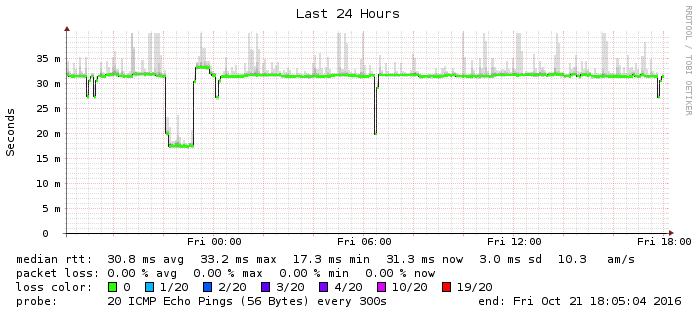 Last 24 Hours
RRDTOOL / TOBI OETIKER
Seconds
35 m
30 m
25 m
20 m
15 m
10 m
5 m
0
Fri 00:00 Fri 06:00 Fri 12:00 Fri 18:00
median rtt: 30.8 ms avg 33.2 ms max 17.3 ms min 31.3 ms now 3.0 ms sd 10.3 am/s
packet loss: 0.00 % avg 0.00 % max 0.00 % min 0.00 % now
loss color: 0 1/20 2/20 3/20 4/20 10/20 19/20
probe: 20 ICMP Echo Pings (56 Bytes) every 300s end: Fri Oct 21 18:05:04 2016